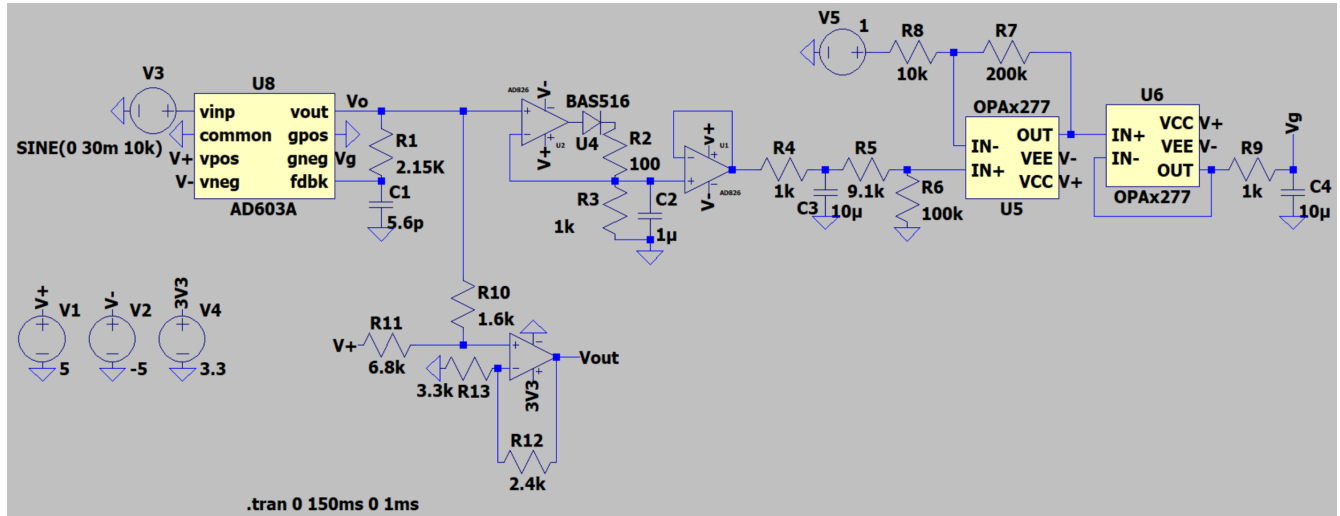 V3
SINE(0 30m 10k)
U8
vinp
vout
common
gpos
vpos
gneg
vneg
fdbk
AD603A
V+
V-
Vo
Vg
R1
2.15K
C1
5.6p
AD826
V-
V+
U2
BAS516
U4
R2
100
R3
1k
C2
1µ
V+
U1
V-
AD826
R4
1k
C3
10µ
R5
9.1k
R6
100k
V5
1
R8
10k
R7
200k
OPAx277
OUT
IN-
VEE
IN+
VCC
V-
V+
U5
U6
VCC
IN+
VEE
IN-
OUT
OPAx277
V+
V-
R9
1k
Vg
C4
10µ
V+
V1
5
V-
V2
-5
3V3
V4
3.3
R10
1.6k
V+
R11
6.8k
3.3k
R13
3V3
Vout
R12
2.4k
.tran 0 150ms 0 1ms